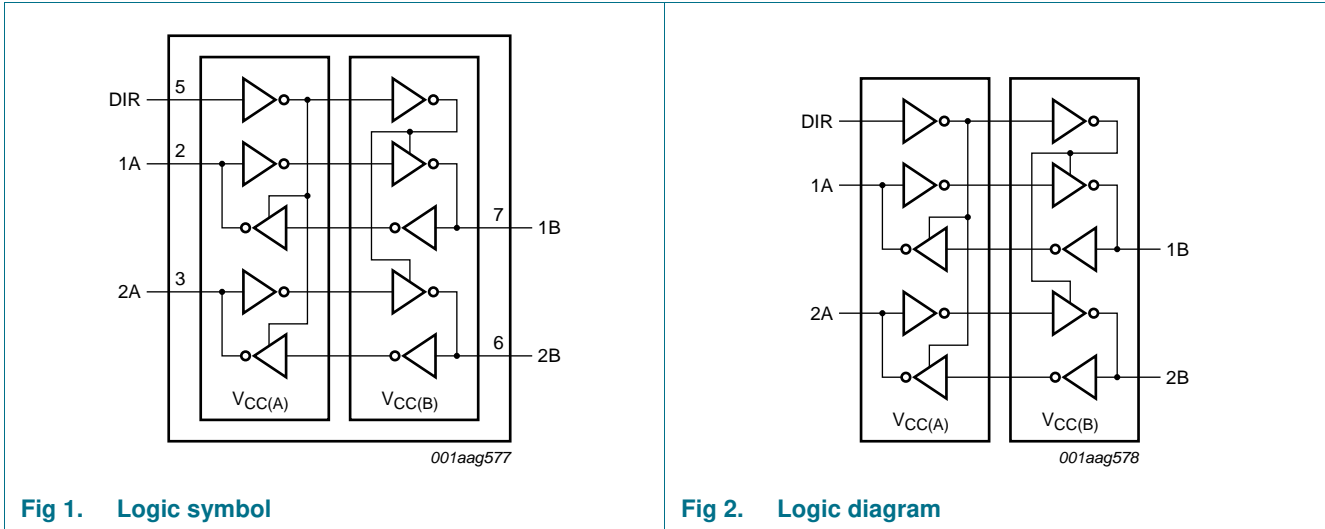 DIR
5
1A
2
7
1B
2A
3
6
2B
VCC(A)
VCC(B)
001aag577
Fig 1. Logic symbol
DIR
1A
1B
2A
2B
VCC(A)
VCC(B)
001aag578
Fig 2. Logic diagram